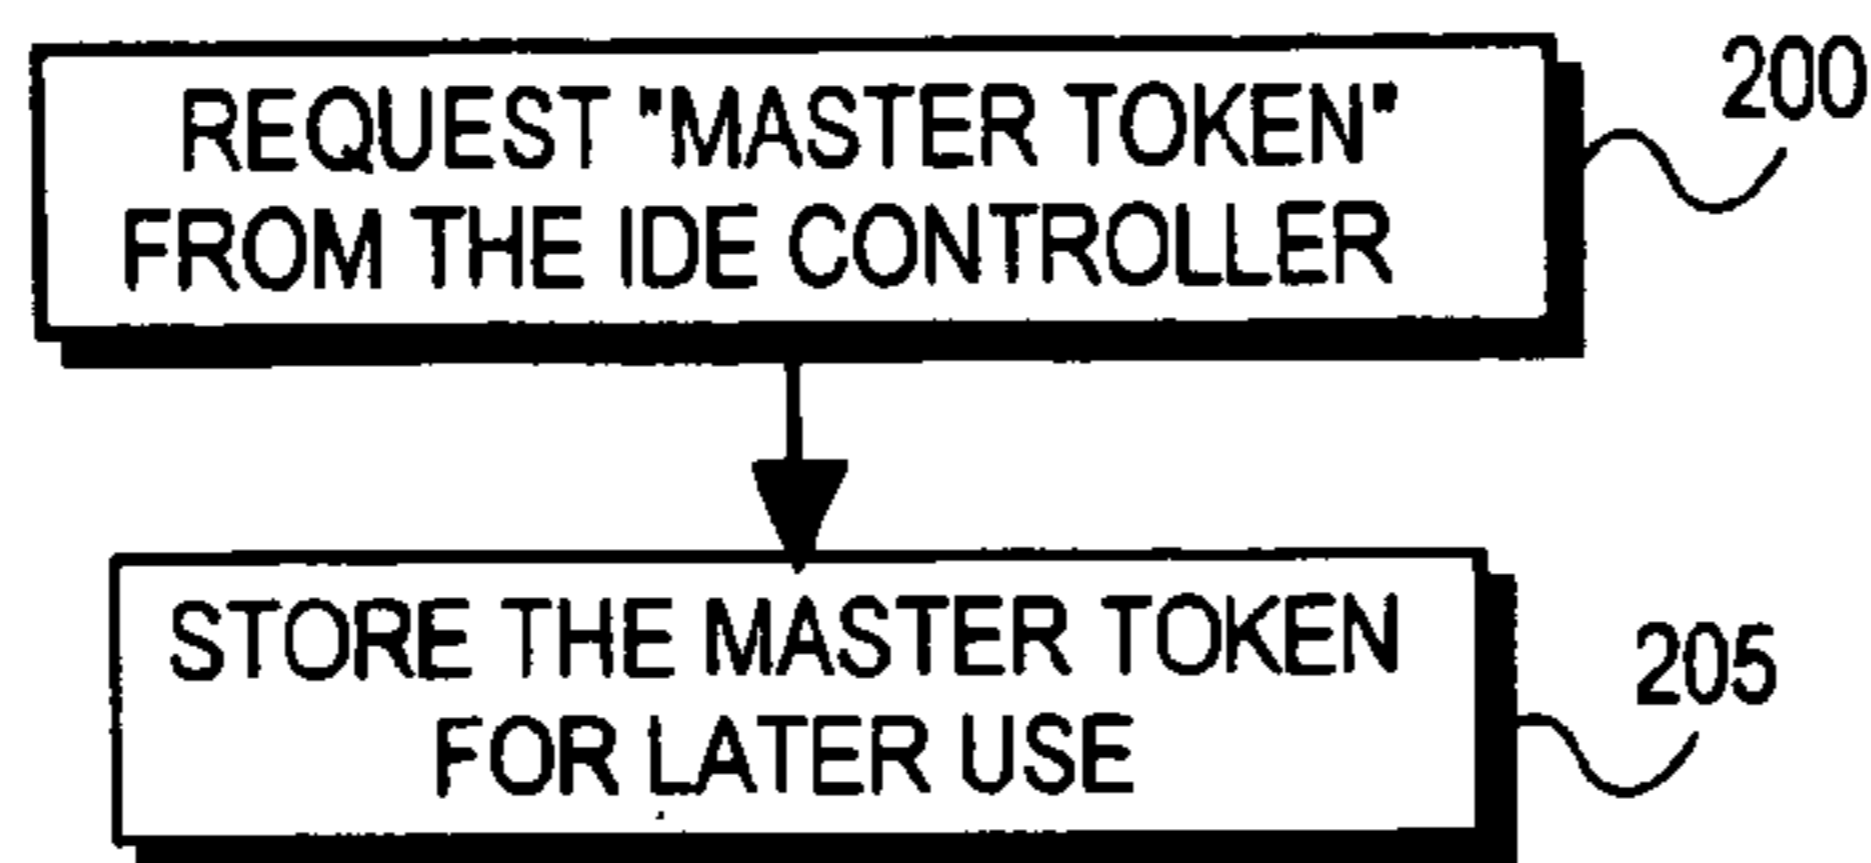 REQUEST "MASTER TOKEN"
FROM THE IDE CONTROLLER
200
STORE THE MASTER TOKEN
FOR LATER USE
205